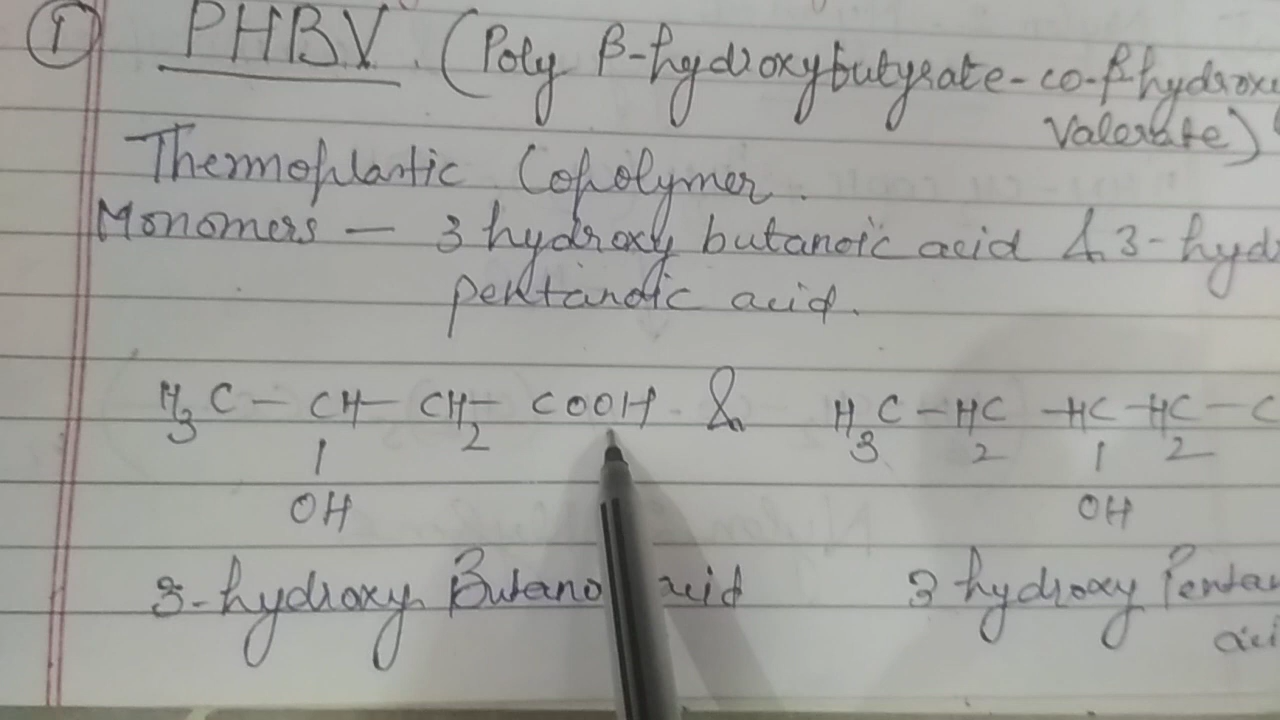 ① PHBV. (Poly β-hydroxybutyrate-co-β hydroxy
Valerate)
Thermoplastic Copolymer.
Monomers — 3 hydroxy butanoic acid & 3-hyd
pentanoic acid.
H3C — CH — CH2 — COOH & H3C — H2C — HC — H2C — C
OH OH
3-hydroxy Butano acid 3 hydroxy Penta
aci